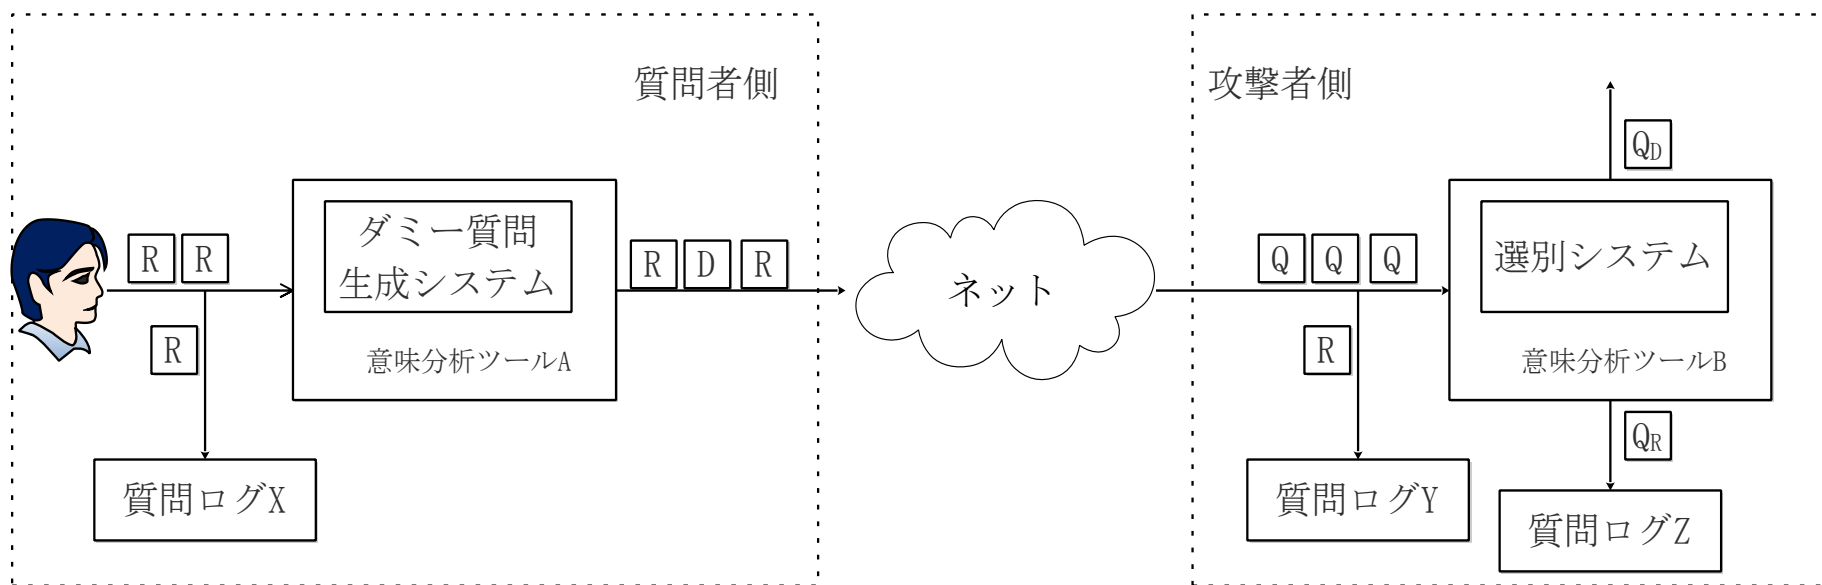 質問者側
攻撃者側
Q_D
ダミー質問
生成システム
意味分析ツールA
R R
R D R
R
質問ログX
ネット
Q Q Q
選別システム
意味分析ツールB
R
Q_R
質問ログY
質問ログZ